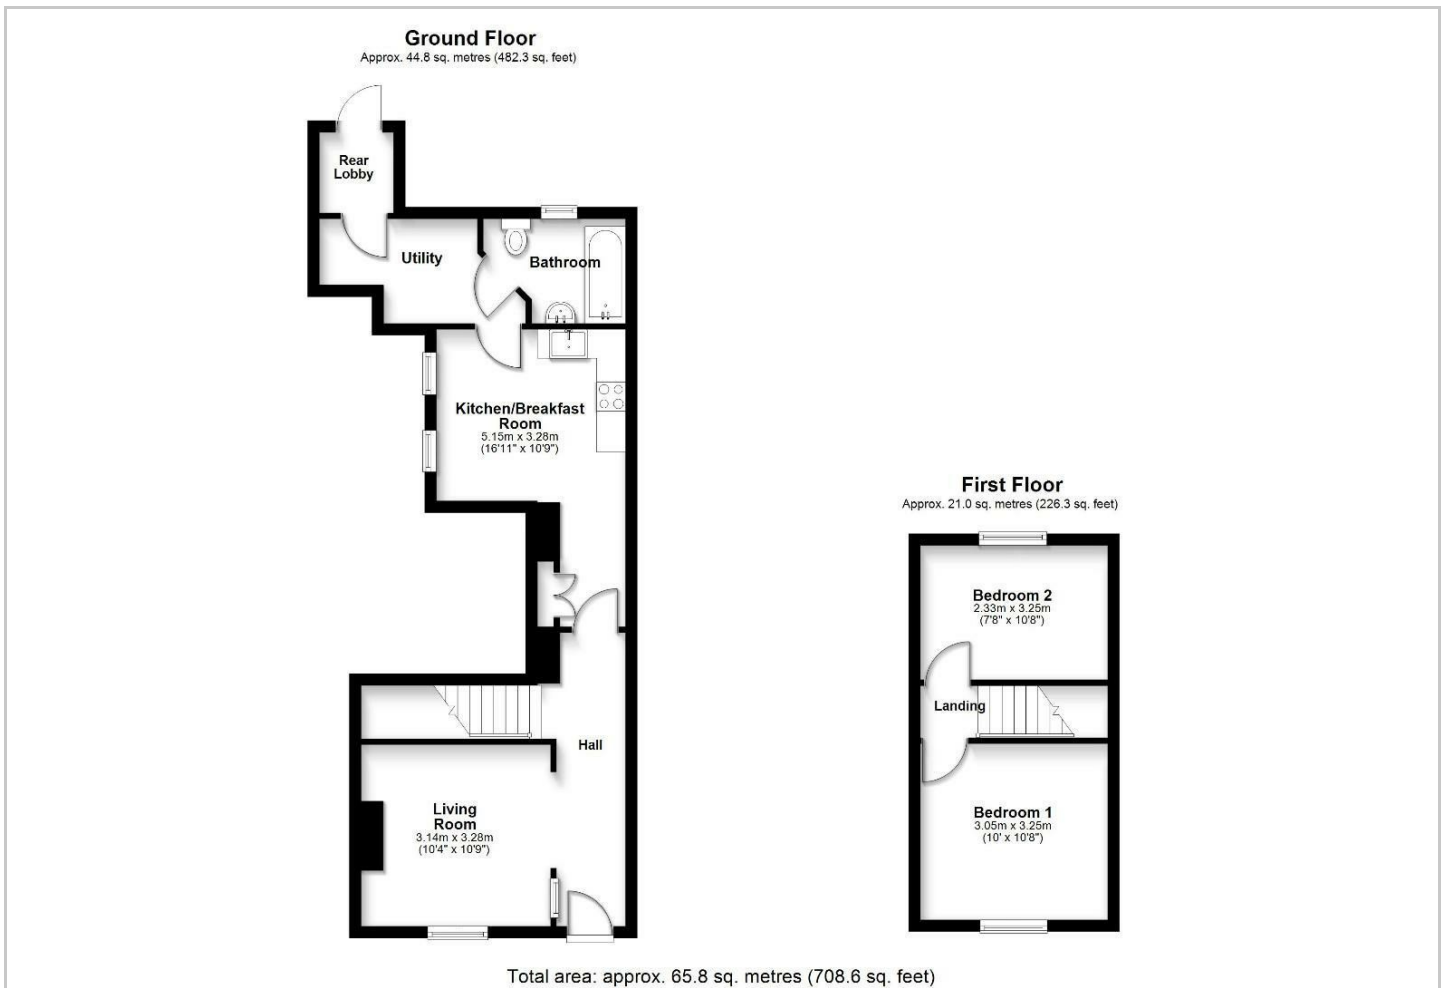 Ground Floor
Approx. 44.8 sq. metres (482.3 sq. feet)
Rear
Lobby
Utility
Bathroom
Kitchen/Breakfast
Room
5.15m x 3.28m
(16'11" x 10'9")
Hall
Living
Room
3.14m x 3.28m
(10'4" x 10'9")
First Floor
Approx. 21.0 sq. metres (226.3 sq. feet)
Bedroom 2
2.33m x 3.25m
(7'8" x 10'8")
Landing
Bedroom 1
3.05m x 3.25m
(10' x 10'8")
Total area: approx. 65.8 sq. metres (708.6 sq. feet)